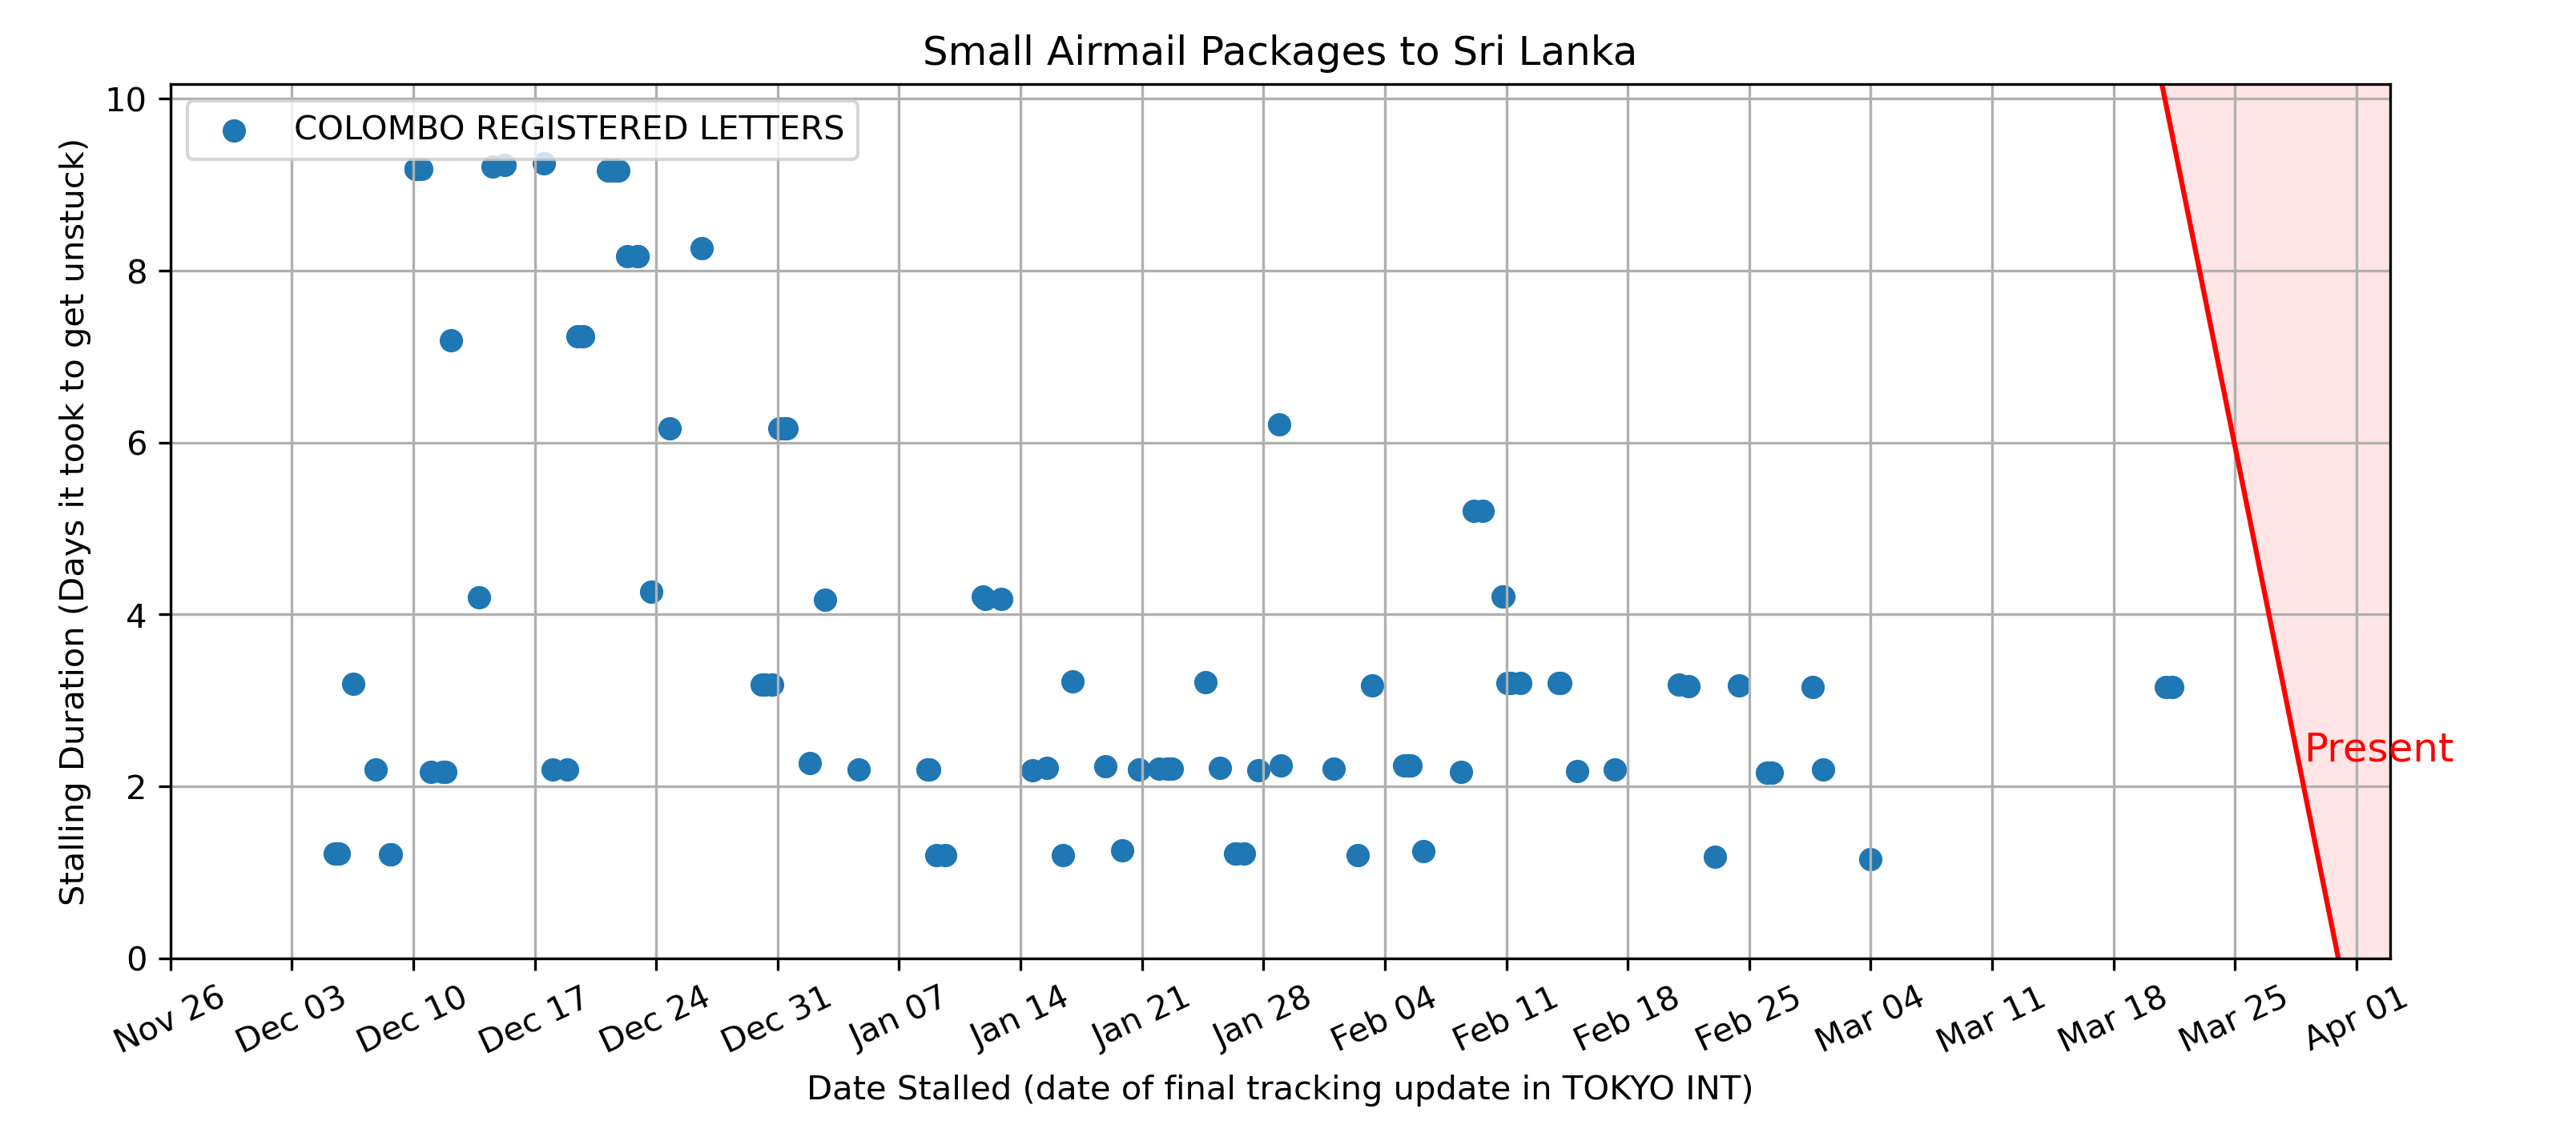 Small Airmail Packages to Sri Lanka
COLOMBO REGISTERED LETTERS
Stalling Duration (Days it took to get unstuck)
10
8
6
4
2
0
Present
Nov 26
Dec 03
Dec 10
Dec 17
Dec 24
Dec 31
Jan 07
Jan 14
Jan 21
Jan 28
Feb 04
Feb 11
Feb 18
Feb 25
Mar 04
Mar 11
Mar 18
Mar 25
Apr 01
Date Stalled (date of final tracking update in TOKYO INT)